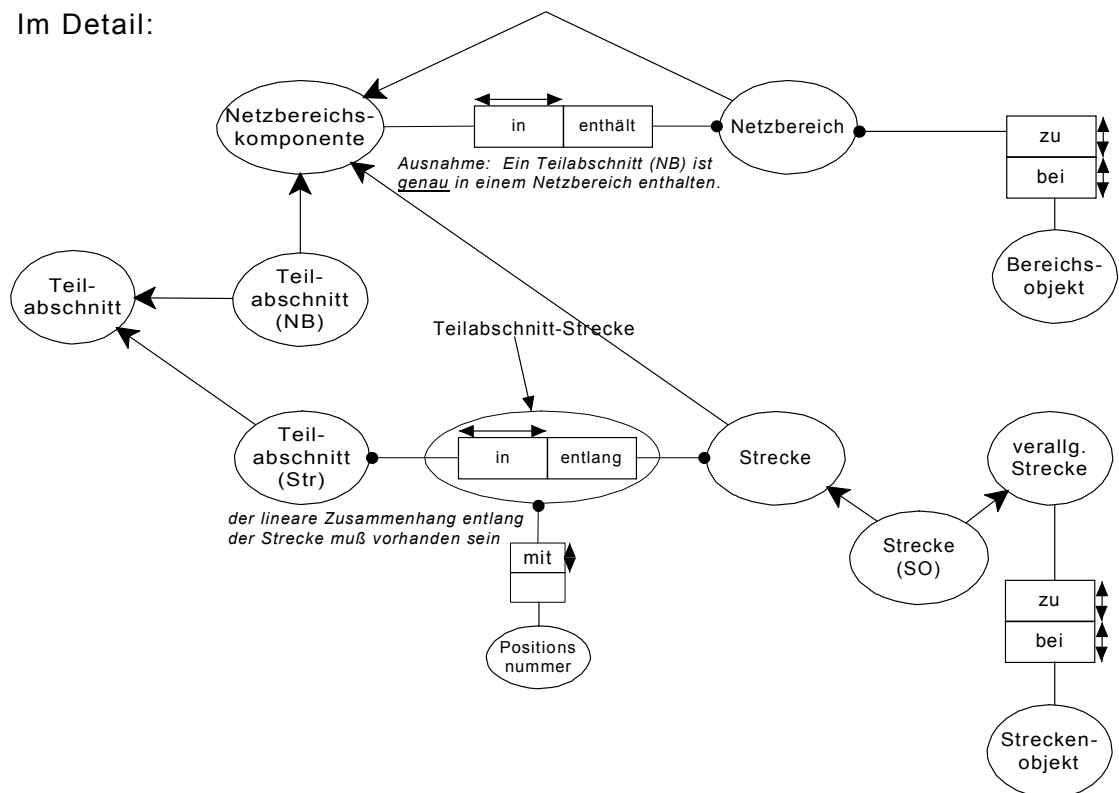 Im Detail:
Netzbereichs-
komponente
in
enthält
Netzbereich
zu
bei
Ausnahme: Ein Teilabschnitt (NB) ist
genau in einem Netzbereich enthalten.
Bereichs-
objekt
Teil-
abschnitt
Teil-
abschnitt
(NB)
Teilabschnitt-Strecke
Teil-
abschnitt
(Str)
in
entlang
Strecke
verallg.
Strecke
der lineare Zusammenhang entlang
der Strecke muß vorhanden sein
mit
Strecke
(SO)
zu
bei
Positions
nummer
Strecken-
objekt